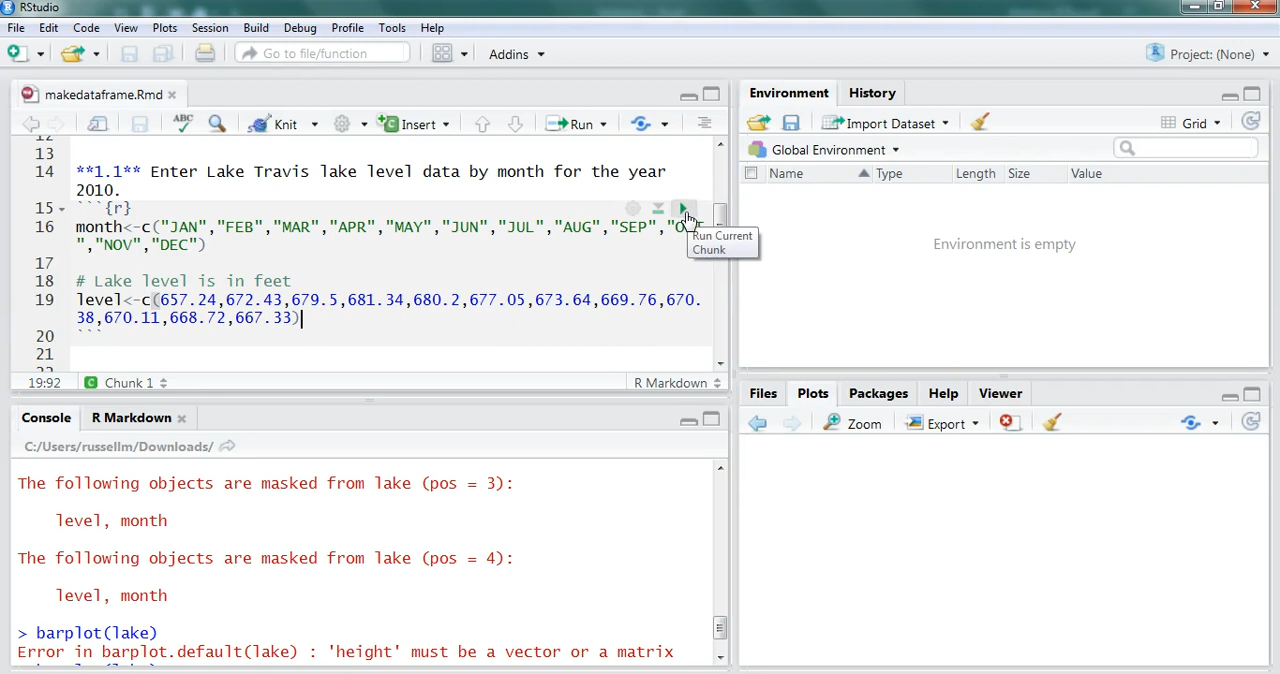 RStudio
File Edit Code View Plots Session Build Debug Profile Tools Help
Go to file/function Addins Project: (None)
makedataframe.Rmd
ABC Knit Insert Run
13
14 **1.1** Enter Lake Travis lake level data by month for the year
2010.
15 ```{r}
16 month<-c("JAN","FEB","MAR","APR","MAY","JUN","JUL","AUG","SEP","OCT
","NOV","DEC")
17
18 # Lake level is in feet
19 level<-c(657.24,672.43,679.5,681.34,680.2,677.05,673.64,669.76,670.
38,670.11,668.72,667.33)
20 ```
21
Run Current
Chunk
19:92 Chunk 1 R Markdown
Console R Markdown
C:/Users/russellm/Downloads/
The following objects are masked from lake (pos = 3):
level, month
The following objects are masked from lake (pos = 4):
level, month
> barplot(lake)
Error in barplot.default(lake) : 'height' must be a vector or a matrix
Environment History
Import Dataset Grid
Global Environment
Name Type Length Size Value
Environment is empty
Files Plots Packages Help Viewer
Zoom Export